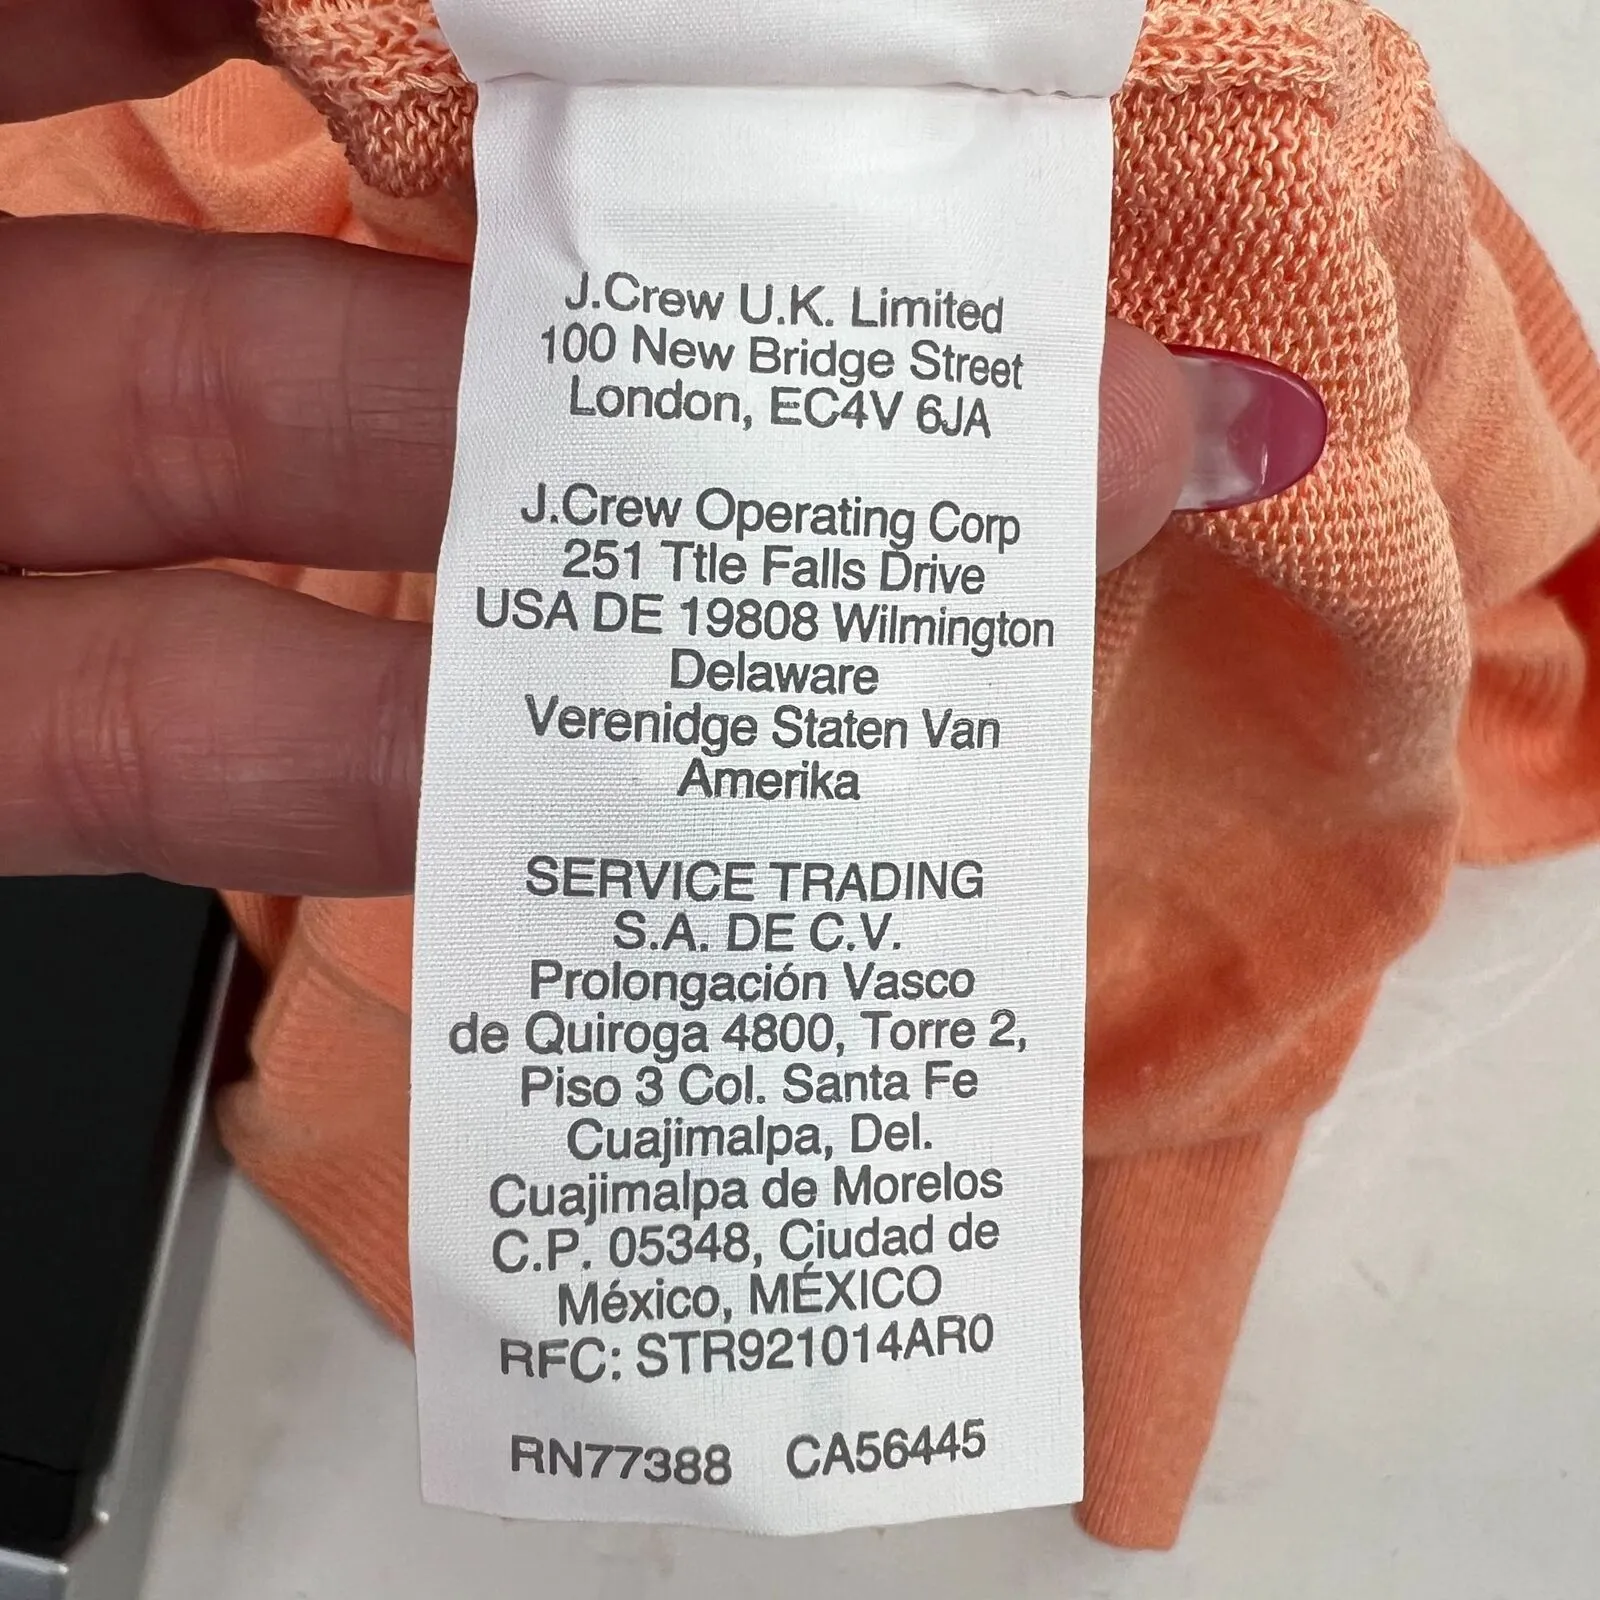 J.Crew U.K. Limited
100 New Bridge Street
London, EC4V 6JA
J.Crew Operating Corp
251 Ttle Falls Drive
USA DE 19808 Wilmington
Delaware
Verenidge Staten Van
Amerika
SERVICE TRADING
S.A. DE C.V.
Prolongación Vasco
de Quiroga 4800, Torre 2,
Piso 3 Col. Santa Fe
Cuajimalpa, Del.
Cuajimalpa de Morelos
C.P. 05348, Ciudad de
México, MÉXICO
RFC: STR921014AR0
RN77388 CA56445